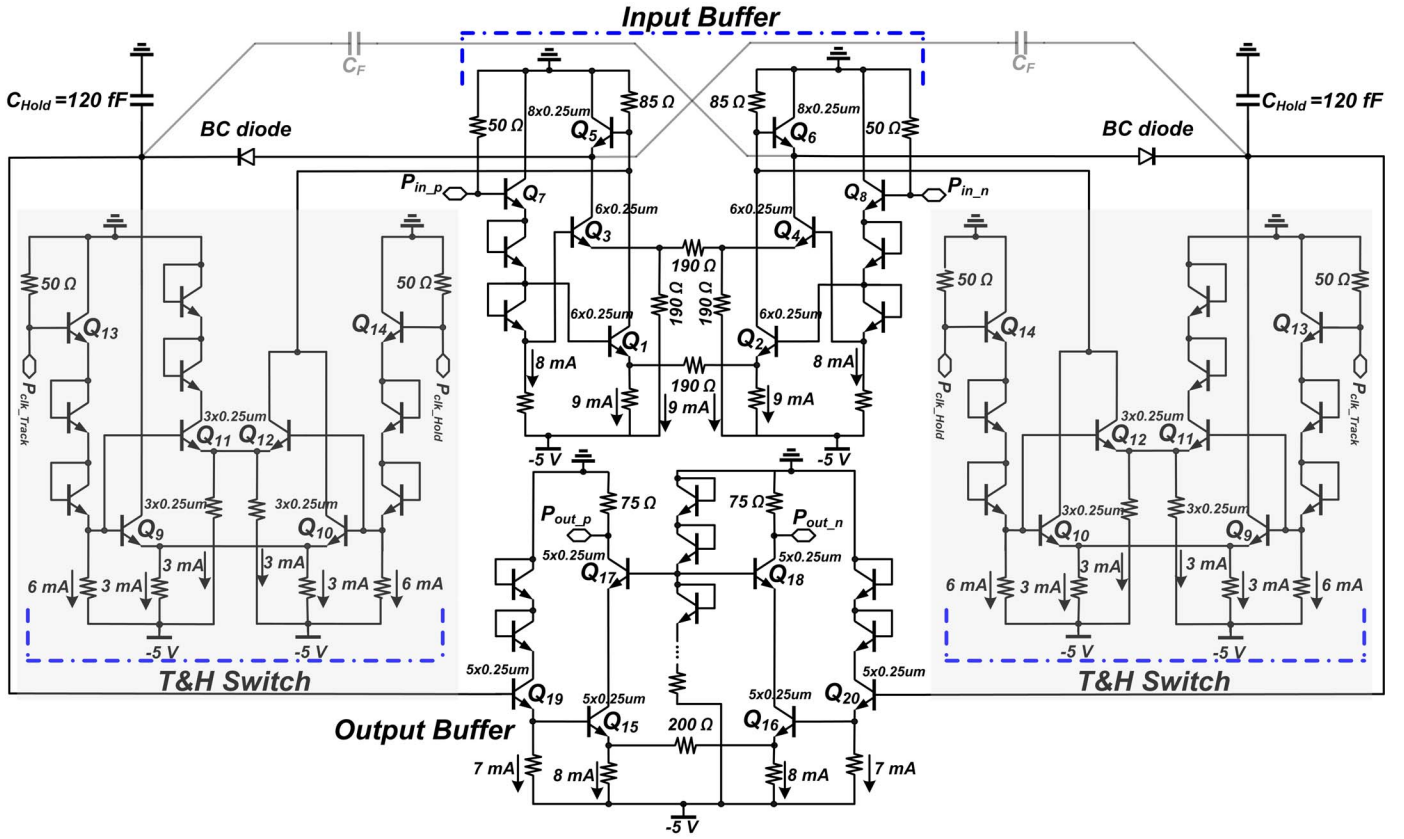 Input Buffer
C_F
C_F
C_Hold =120 fF
BC diode
50 Ω
8x0.25um
Q5
85 Ω
85 Ω
8x0.25um
Q6
50 Ω
BC diode
C_Hold =120 fF
P_in_p
Q7
Q8
P_in_n
6x0.25um
Q3
6x0.25um
Q4
190 Ω
190 Ω
190 Ω
6x0.25um
Q1
6x0.25um
Q2
8 mA
8 mA
190 Ω
9 mA
9 mA
9 mA
-5 V
-5 V
50 Ω
50 Ω
Q13
Q14
P_clk_Track
P_clk_Hold
3x0.25um
Q11
Q12
3x0.25um
3x0.25um
Q9
Q10
6 mA
3 mA
3 mA
3 mA
3 mA
6 mA
-5 V
-5 V
T&H Switch
50 Ω
50 Ω
Q14
Q13
P_clk_Hold
P_clk_Track
3x0.25um
Q12
Q11
3x0.25um
3x0.25um
Q10
Q9
6 mA
3 mA
3 mA
3 mA
3 mA
6 mA
-5 V
-5 V
T&H Switch
75 Ω
75 Ω
P_out_p
P_out_n
5x0.25um
Q17
5x0.25um
Q18
5x0.25um
Q19
5x0.25um
Q15
5x0.25um
Q16
5x0.25um
Q20
200 Ω
Output Buffer
7 mA
8 mA
8 mA
7 mA
-5 V